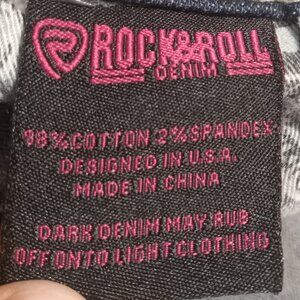 ROCK&ROLL
DENIM
98%COTTON 2%SPANDEX
DESIGNED IN U.S.A.
MADE IN CHINA
DARK DENIM MAY RUB
OFF ONTO LIGHT CLOTHING